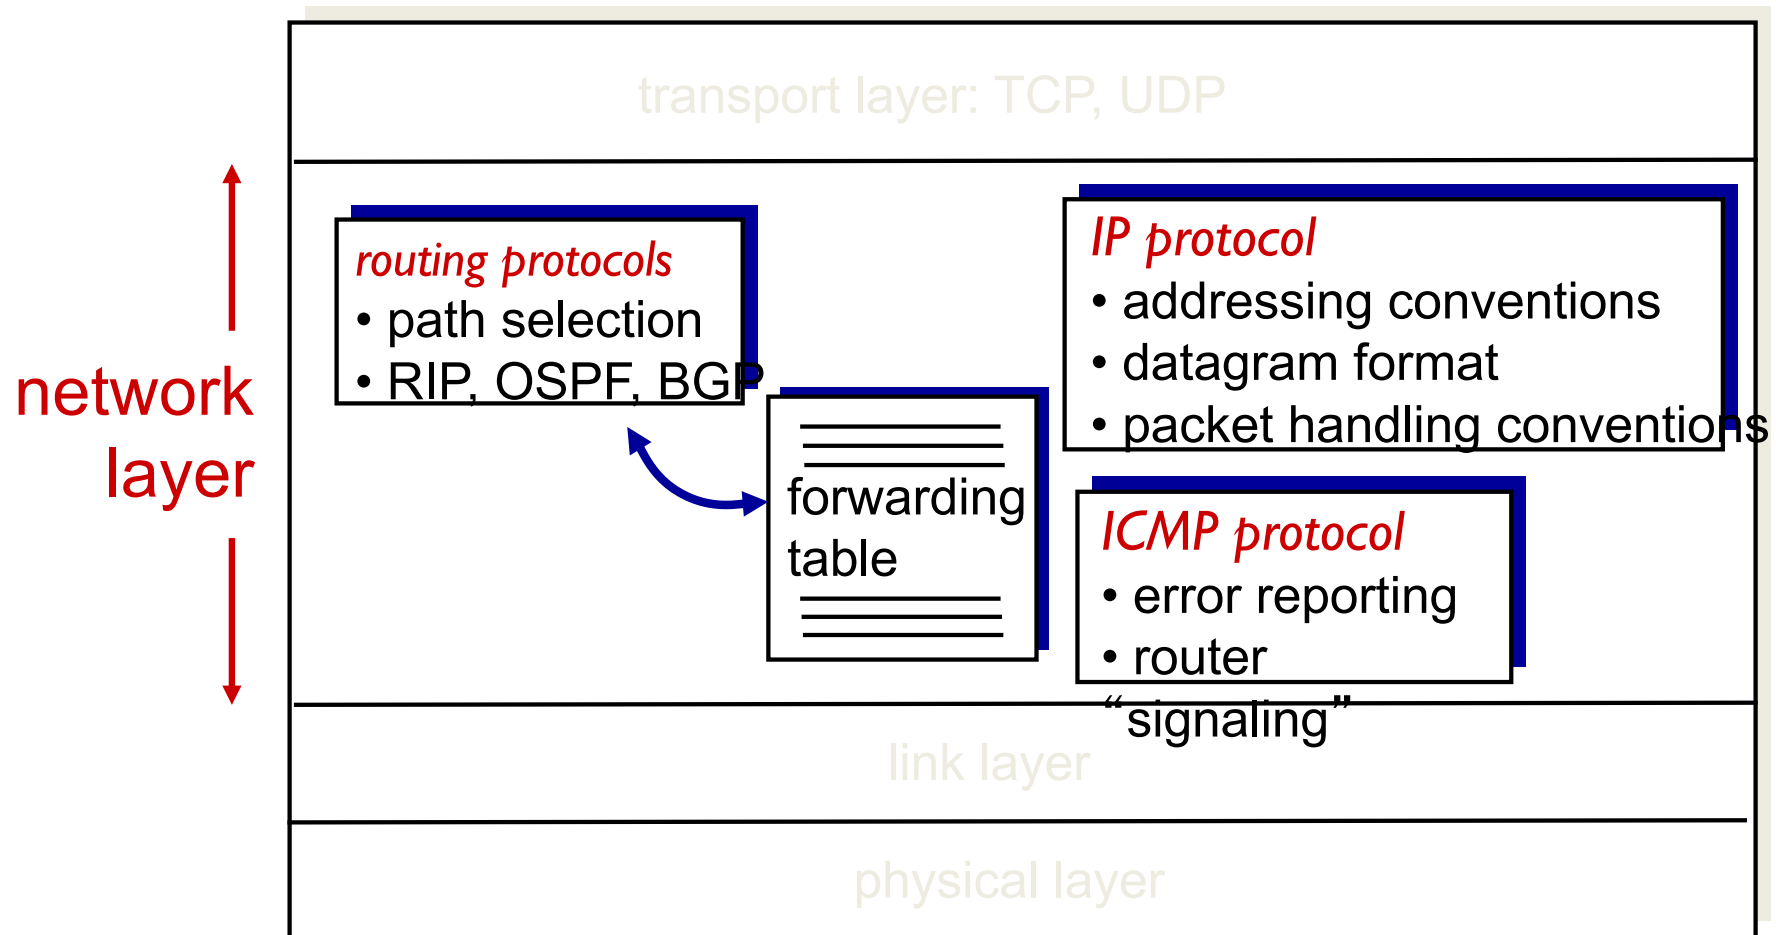 transport layer: TCP, UDP
network
layer
routing protocols
• path selection
• RIP, OSPF, BGP
forwarding
table
IP protocol
• addressing conventions
• datagram format
• packet handling conventions
ICMP protocol
• error reporting
• router
“signaling”
link layer
physical layer